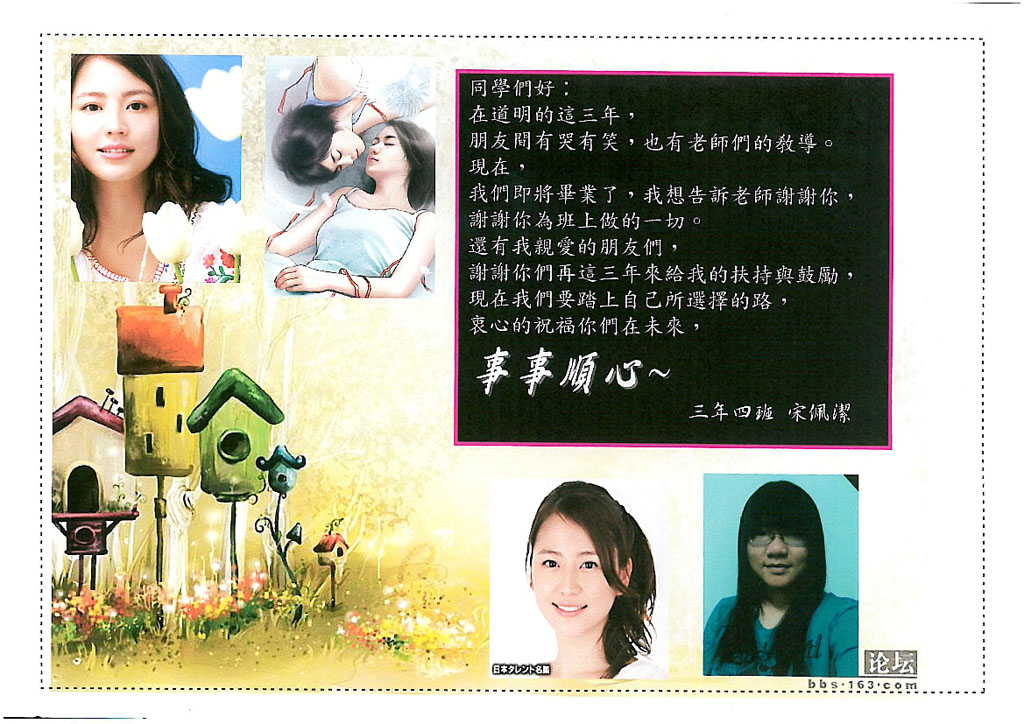 同學們好：
在道明的這三年，
朋友間有哭有笑，也有老師們的教導。
現在，
我們即將畢業了，我想告訴老師謝謝你，
謝謝你為班上做的一切。
還有我親愛的朋友們，
謝謝你們再這三年來給我的扶持與鼓勵，
現在我們要踏上自己所選擇的路，
衷心的祝福你們在未來，
事事順心~
三年四班 宋佩潔
日本タレント名鑑
论坛
bbs·163·com